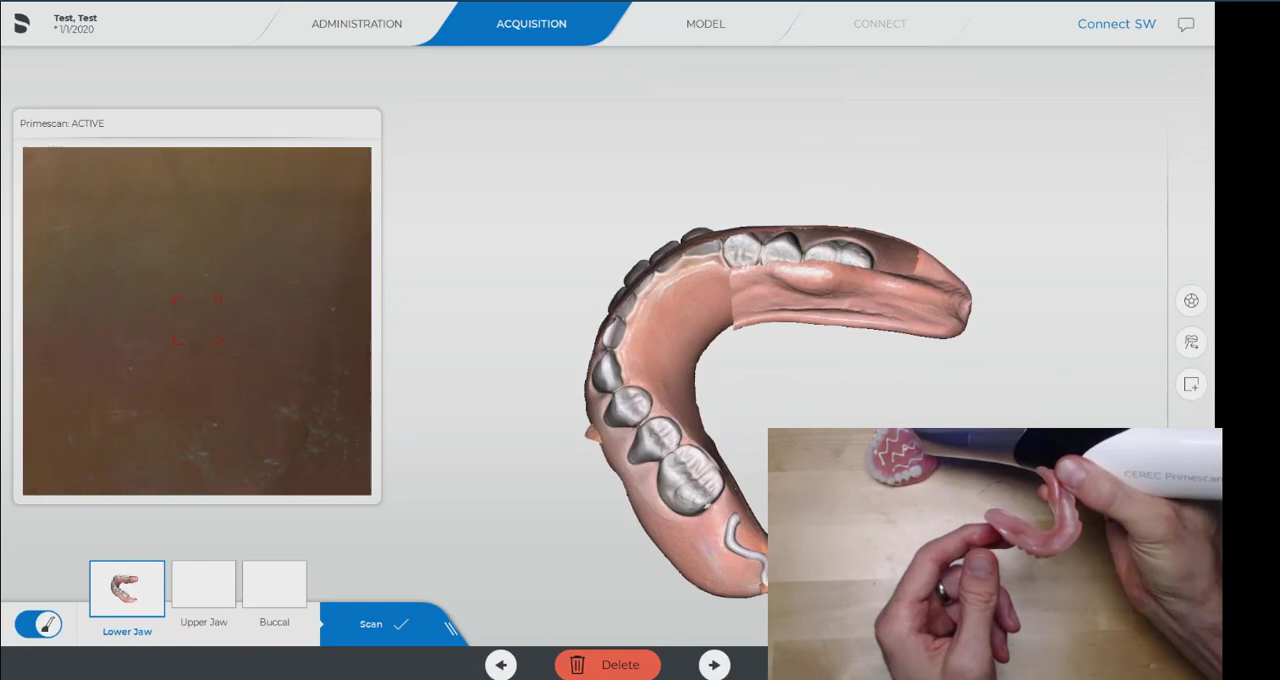 Test, Test
* 1/1/2020
ADMINISTRATION
ACQUISITION
MODEL
CONNECT
Connect SW
Primescan: ACTIVE
CEREC Primescan
Lower Jaw
Upper Jaw
Buccal
Scan
Delete